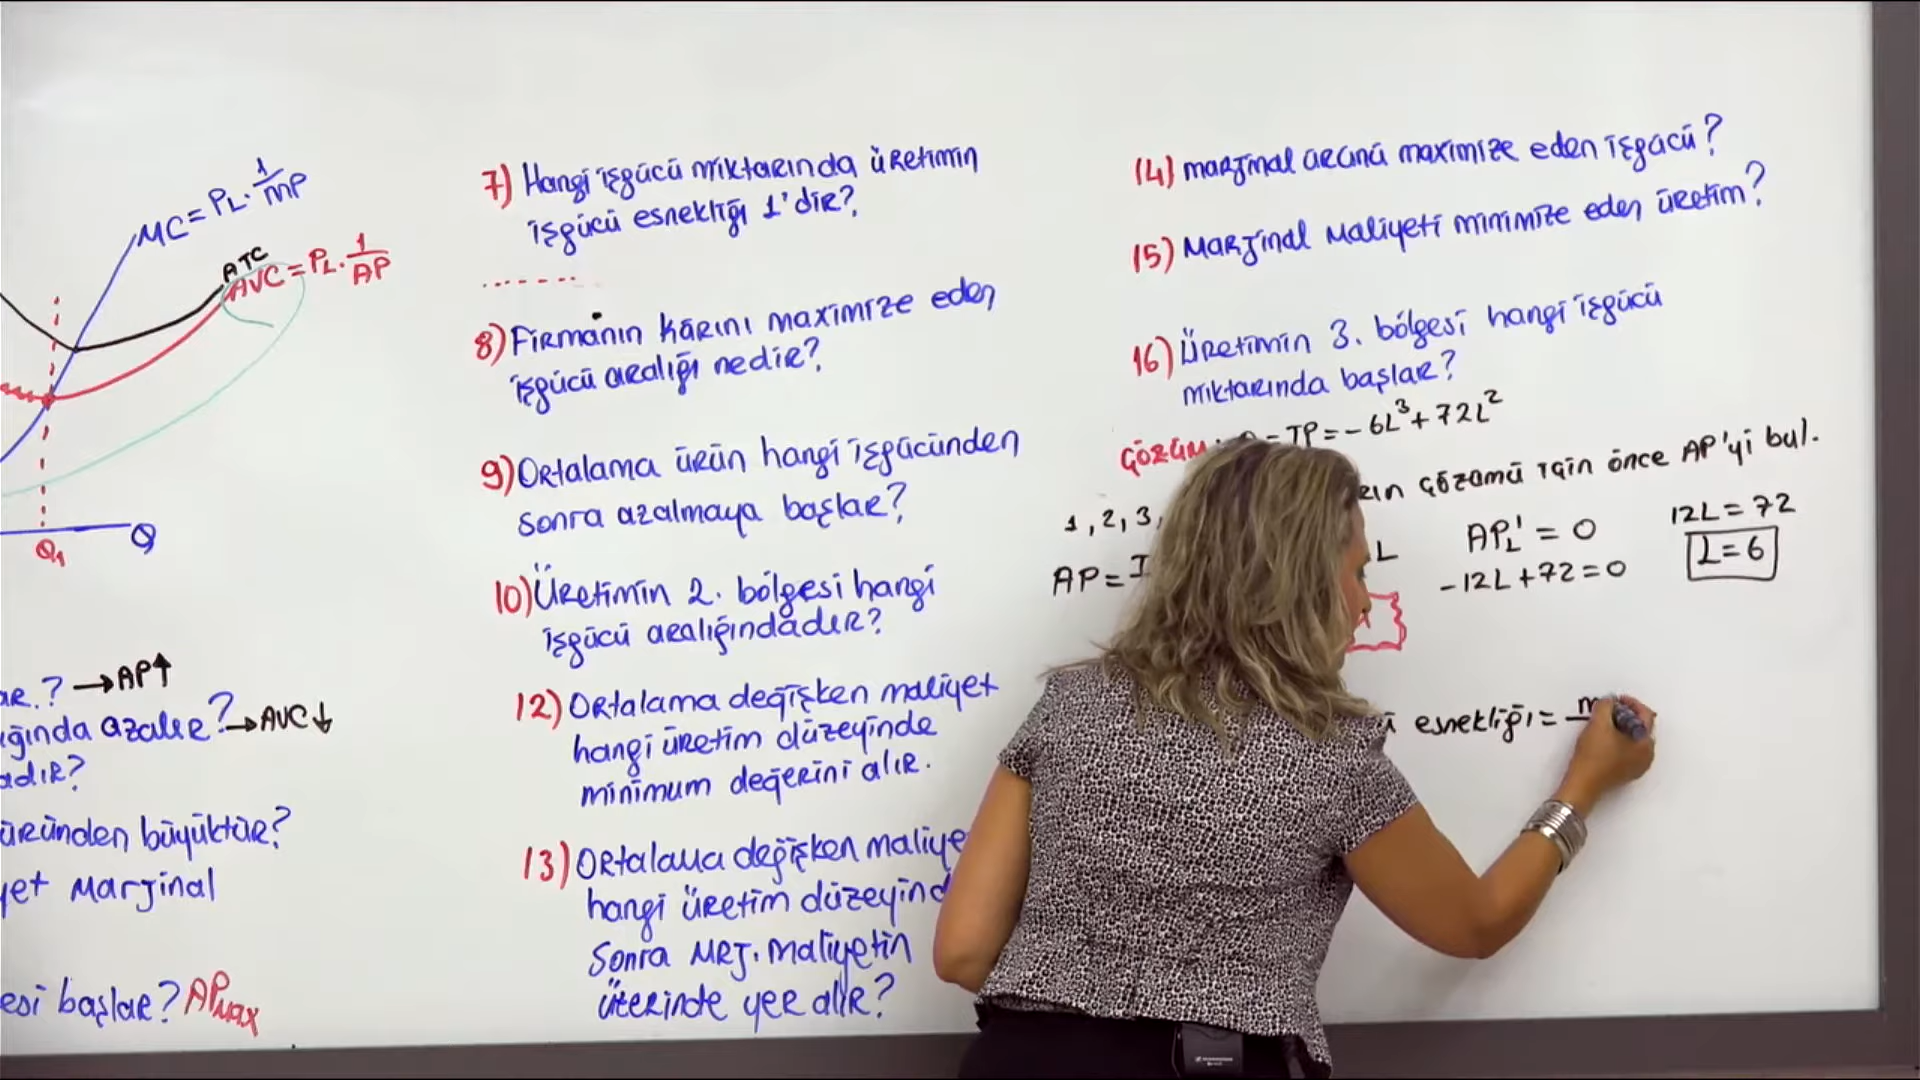 MC = PL . 1/MP
ATC
AVC = PL . 1/AP
Q1
Q
AR.? → AP↑
ığında azalır? → AVC↓
adır?
üründen büyüktür?
yet Marjinal
esi başlar? APMax
7) Hangi işgücü miktarında üretimin
işgücü esnekliği 1'dir?
8) Firmanın kârını maximize eden
işgücü aralığı nedir?
9) Ortalama ürün hangi işgücünden
sonra azalmaya başlar?
10) Üretimin 2. bölgesi hangi
işgücü aralığındadır?
12) Ortalama değişken maliyet
hangi üretim düzeyinde
minimum değerini alır.
13) Ortalama değişken maliye
hangi üretim düzeyind
Sonra MRJ. maliyetin
üzerinde yer alır?
14) marjinal ürünü maximize eden işgücü?
15) Marjinal Maliyeti minimize eden üretim?
16) Üretimin 3. bölgesi hangi işgücü
miktarında başlar?
Çözüm: = TP = -6L³ + 72L²
çözümü için önce AP'yi bul.
1, 2, 3,
AP =
L
APL' = 0
-12L + 72 = 0
12L = 72
L = 6
esnekliği =